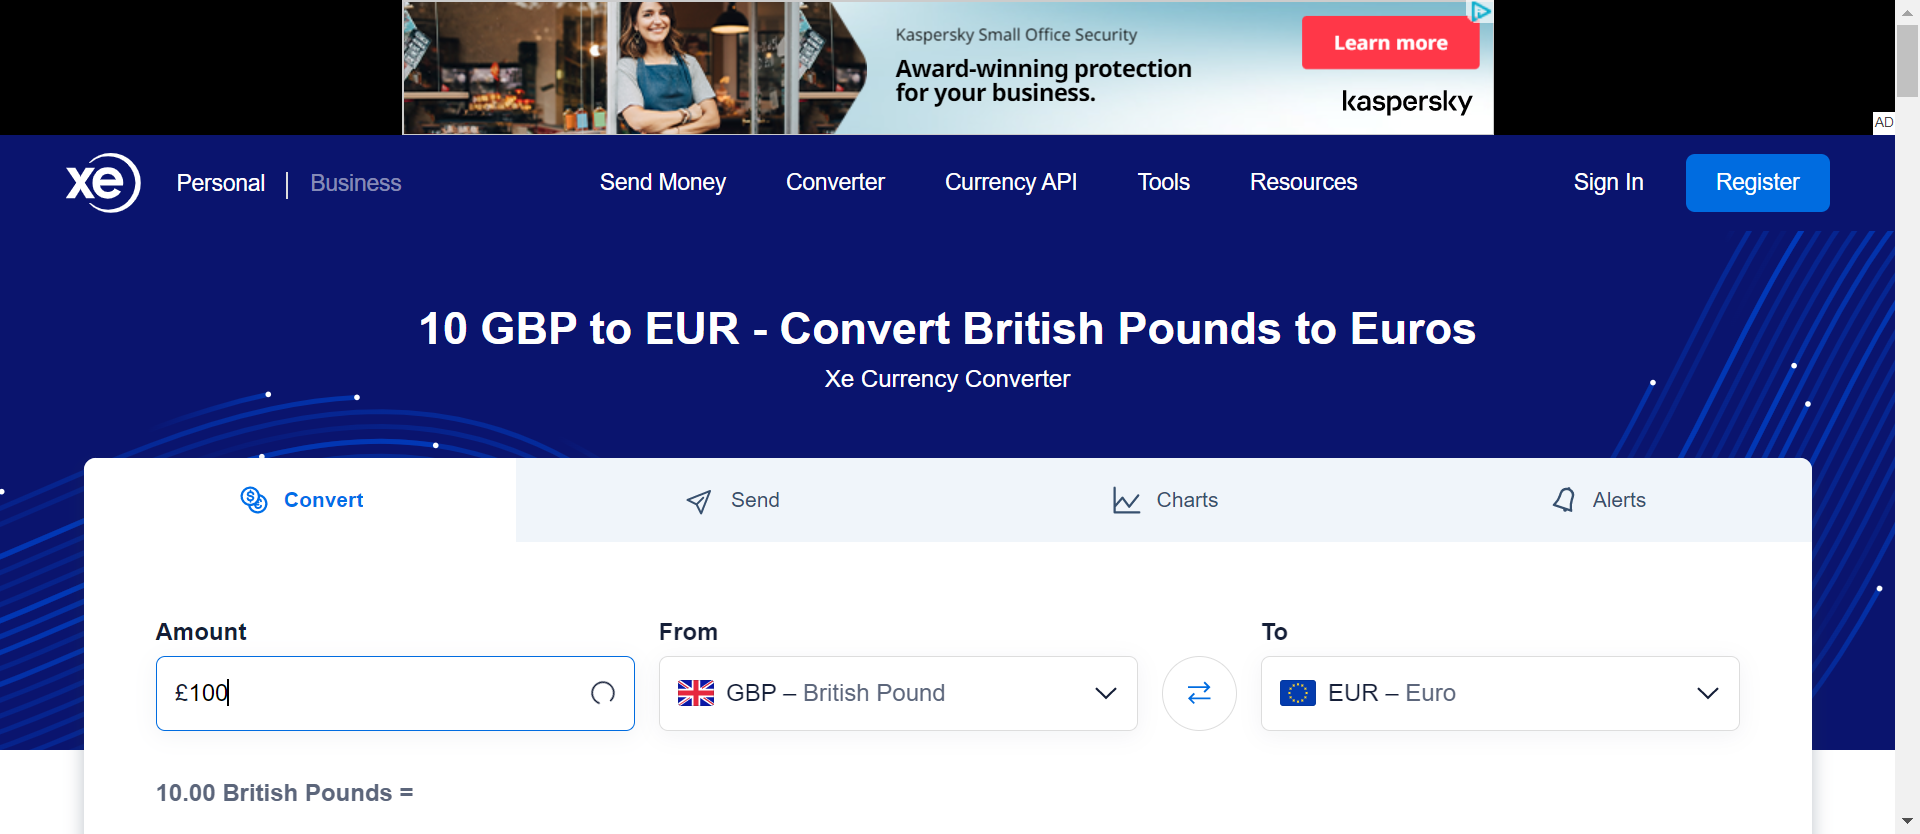 Kaspersky Small Office Security
Award-winning protection
for your business.
Learn more
kaspersky
AD
xe
Personal | Business
Send Money
Converter
Currency API
Tools
Resources
Sign In
Register
10 GBP to EUR - Convert British Pounds to Euros
Xe Currency Converter
Convert
Send
Charts
Alerts
Amount
£100
From
GBP – British Pound
To
EUR – Euro
10.00 British Pounds =